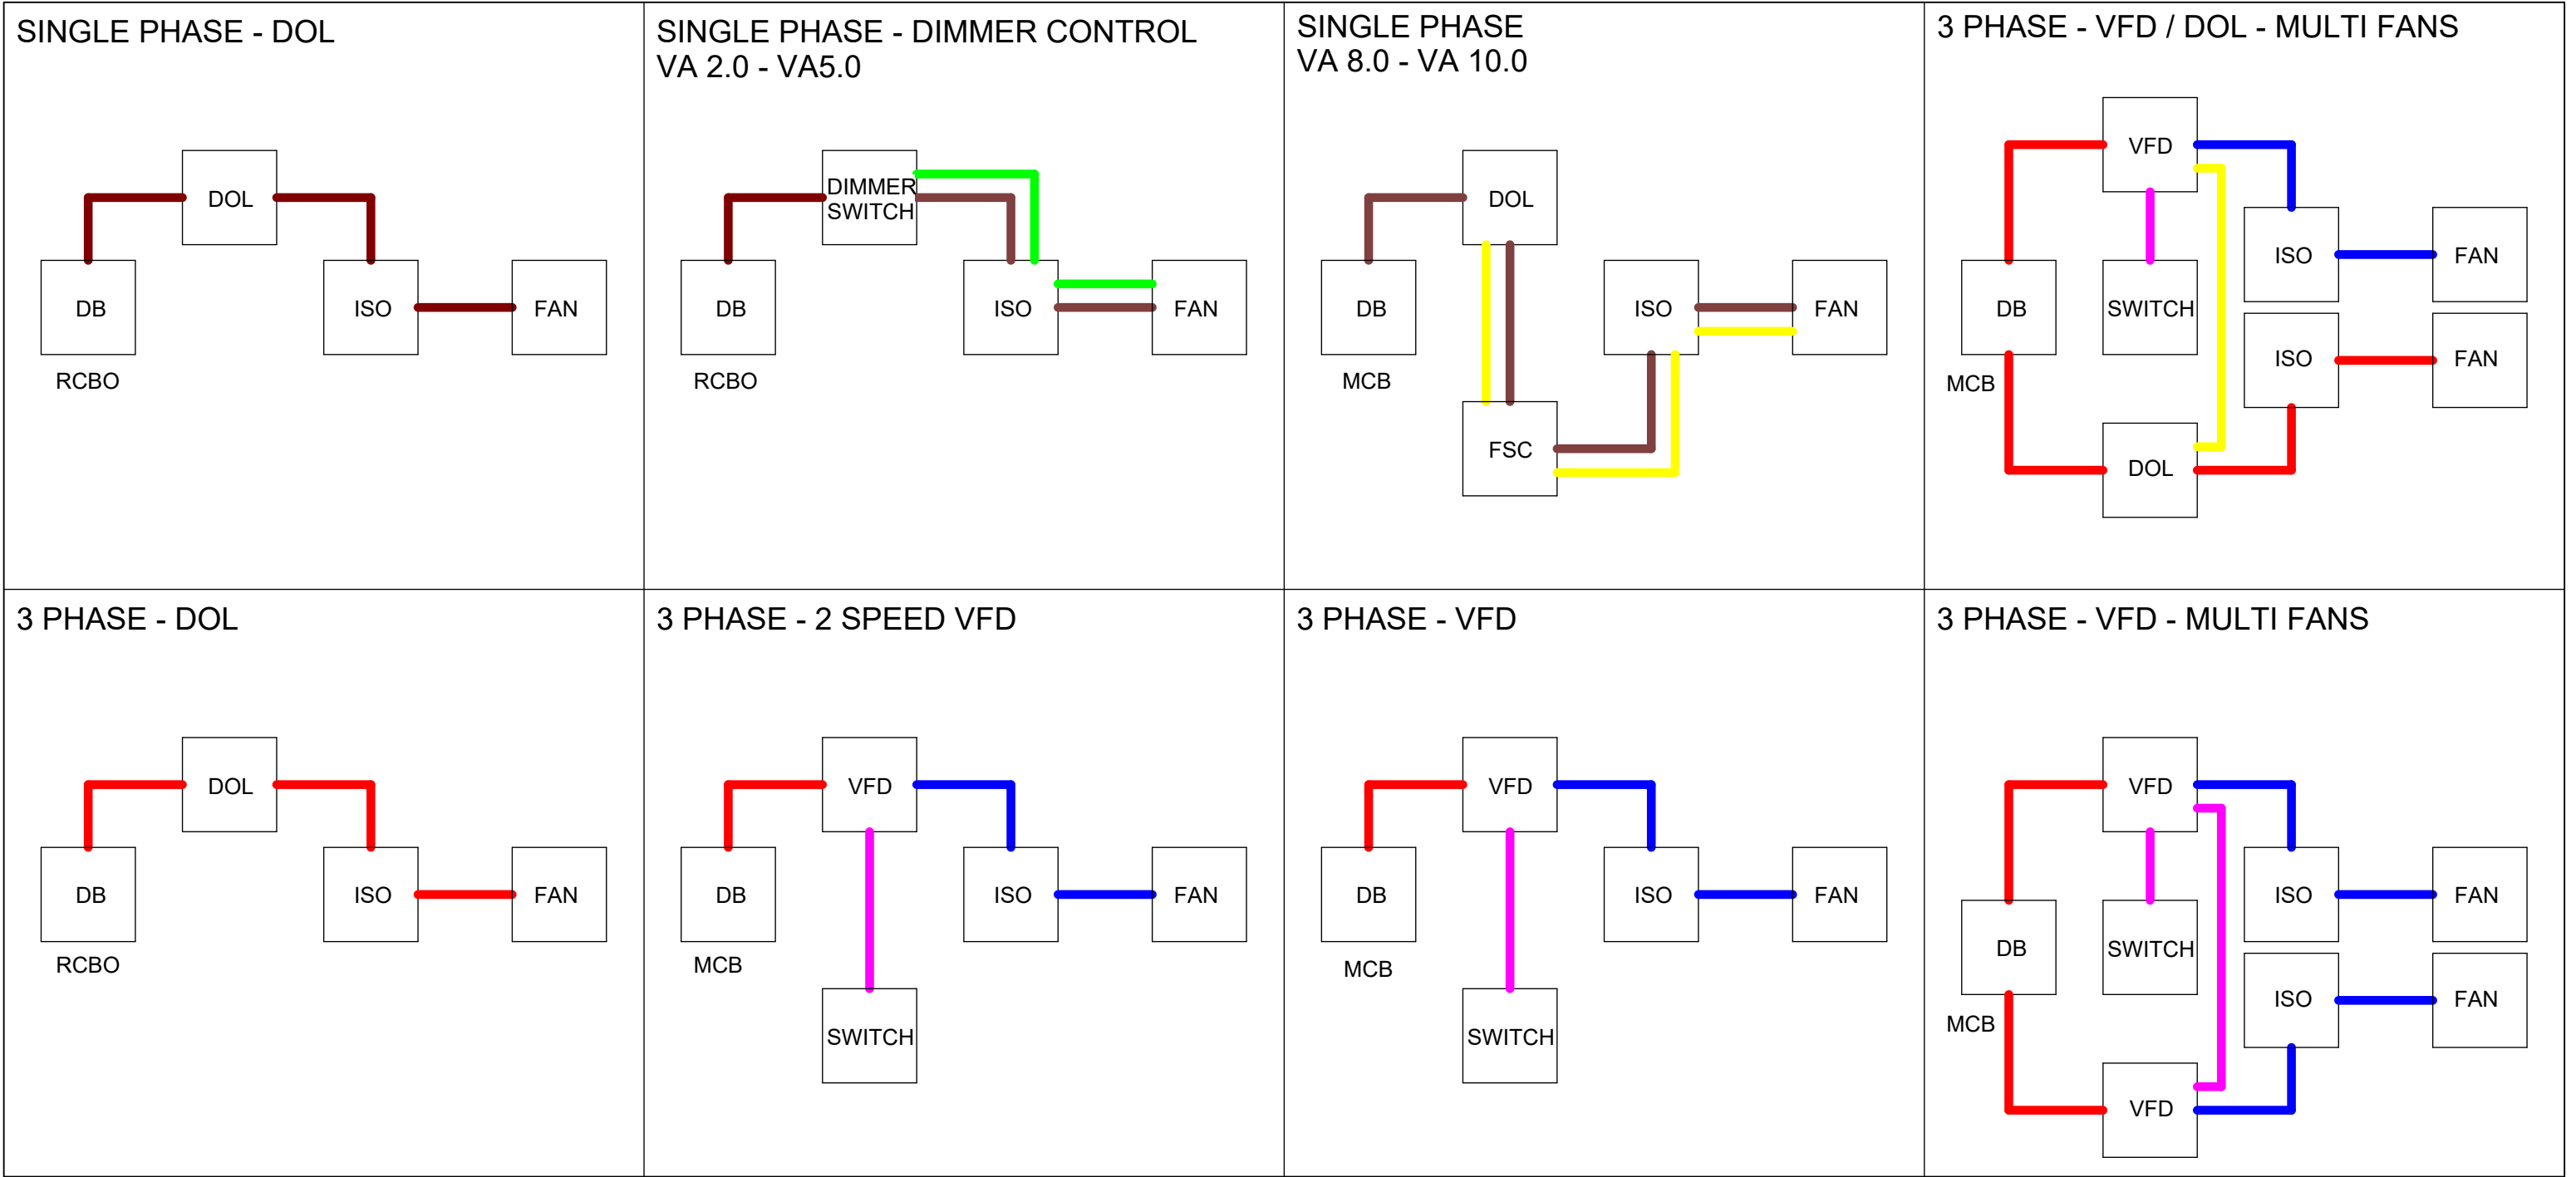 SINGLE PHASE - DOL
DOL
DB
ISO
FAN
RCBO
SINGLE PHASE - DIMMER CONTROL
VA 2.0 - VA5.0
DIMMER
SWITCH
DB
ISO
FAN
RCBO
SINGLE PHASE
VA 8.0 - VA 10.0
DOL
DB
ISO
FAN
MCB
FSC
3 PHASE - VFD / DOL - MULTI FANS
VFD
ISO
FAN
DB
SWITCH
ISO
FAN
MCB
DOL
3 PHASE - DOL
DOL
DB
ISO
FAN
RCBO
3 PHASE - 2 SPEED VFD
VFD
DB
ISO
FAN
MCB
SWITCH
3 PHASE - VFD
VFD
DB
ISO
FAN
MCB
SWITCH
3 PHASE - VFD - MULTI FANS
VFD
ISO
FAN
DB
SWITCH
ISO
FAN
MCB
VFD